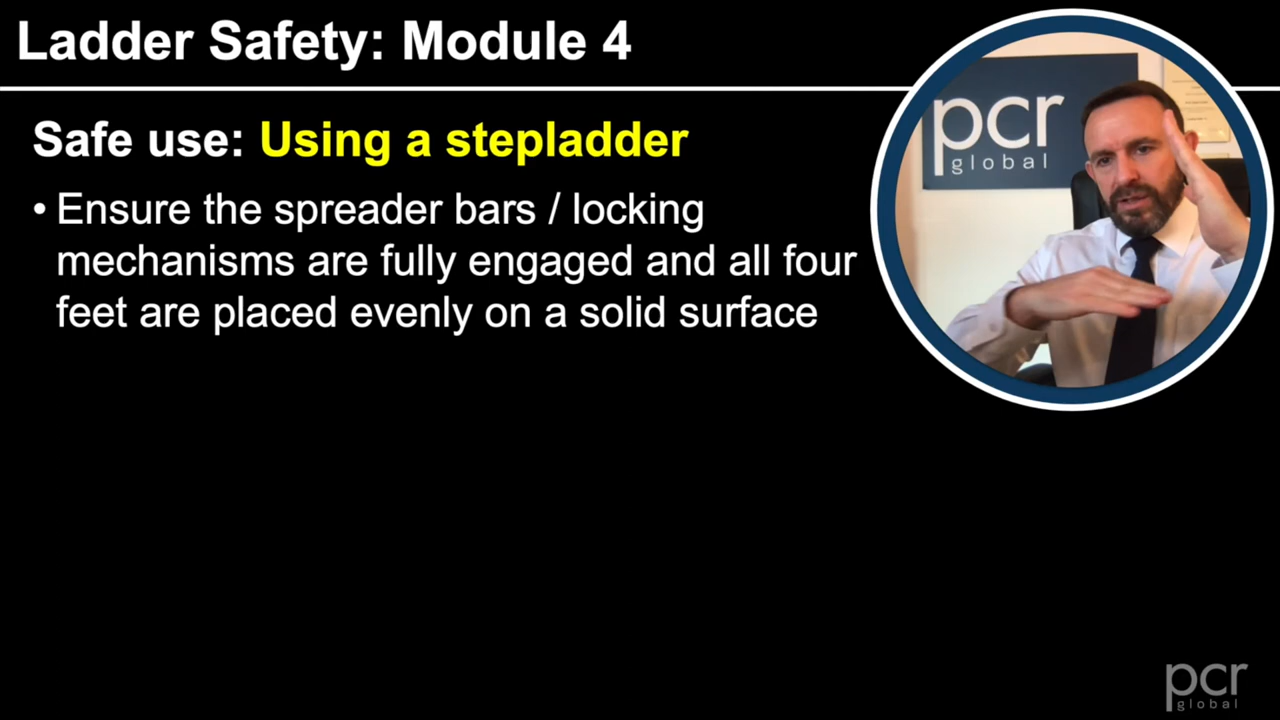 Ladder Safety: Module 4
Safe use: Using a stepladder
• Ensure the spreader bars / locking
mechanisms are fully engaged and all four
feet are placed evenly on a solid surface
pcr
global
pcr
global